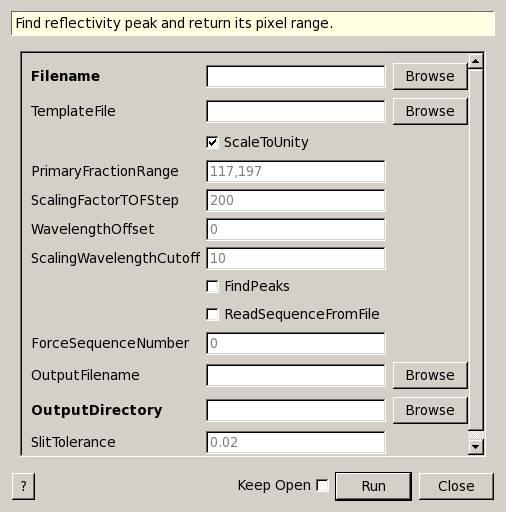 Find reflectivity peak and return its pixel range.
Filename Browse
TemplateFile Browse
ScaleToUnity
PrimaryFractionRange 117,197
ScalingFactorTOFStep 200
WavelengthOffset 0
ScalingWavelengthCutoff 10
FindPeaks
ReadSequenceFromFile
ForceSequenceNumber 0
OutputFilename Browse
OutputDirectory Browse
SlitTolerance 0.02
? Keep Open Run Close